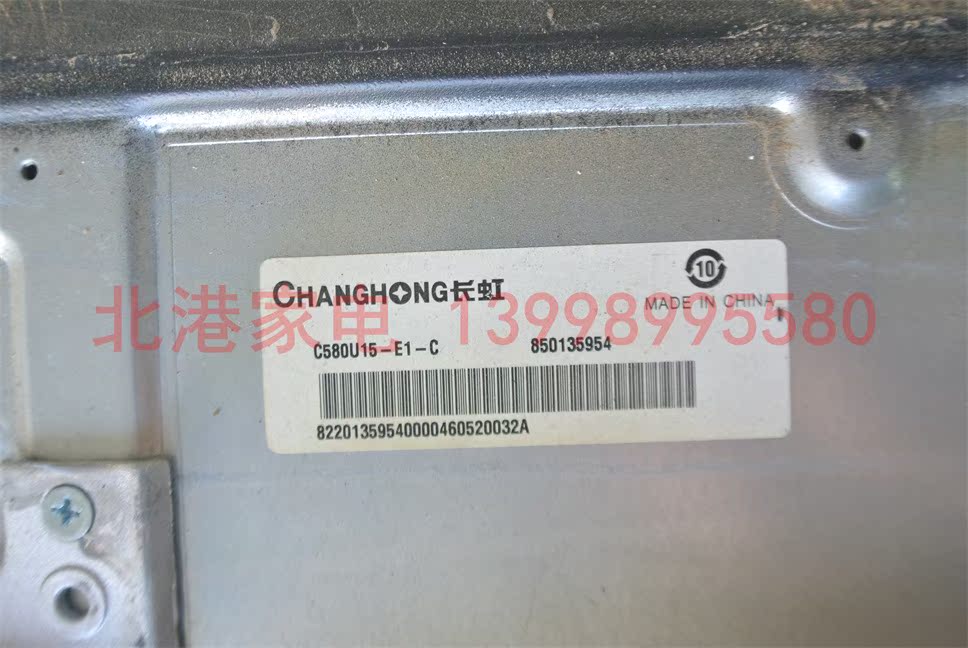 CHANGHONG长虹
10
MADE IN CHINA
北港家电 13998995580
C580U15-E1-C 850135954
82201359540000460520032A